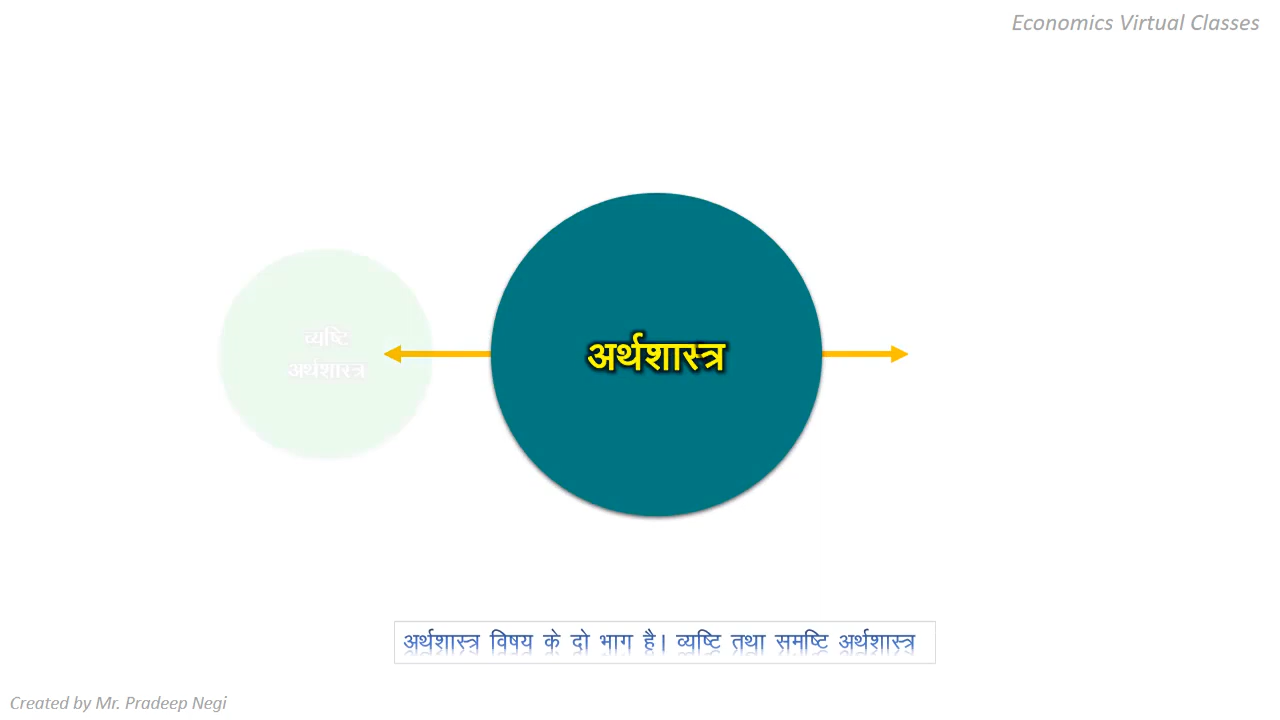 Economics Virtual Classes
व्यष्टि
अर्थशास्त्र
अर्थशास्त्र
अर्थशास्त्र विषय के दो भाग है। व्यष्टि तथा समष्टि अर्थशास्त्र
Created by Mr. Pradeep Negi